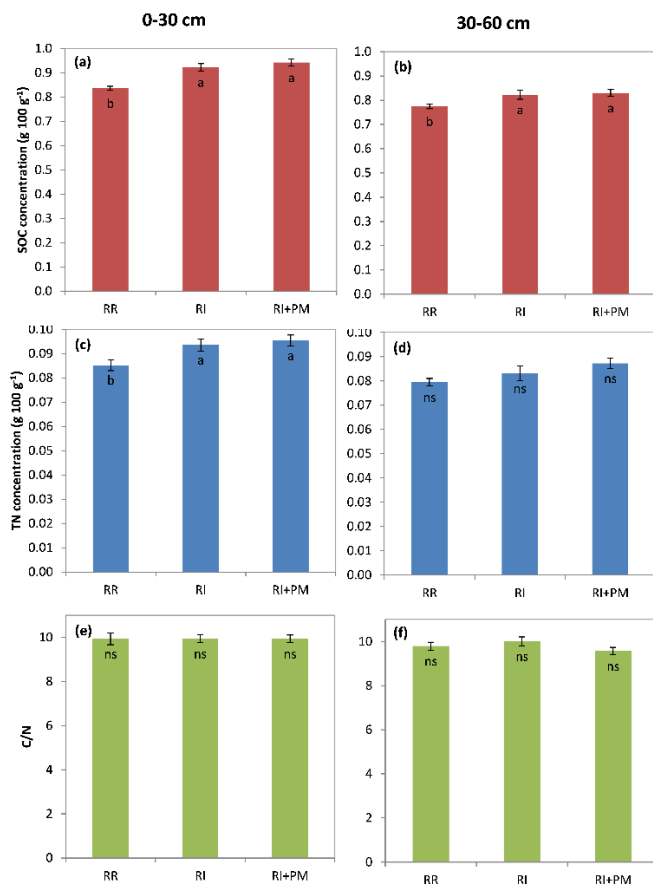 0-30 cm
30-60 cm
(a)
SOC concentration (g 100 g⁻¹)
1.0
0.9
0.8
0.7
0.6
0.5
0.4
0.3
0.2
0.1
0.0
b
a
a
RR
RI
RI+PM
(b)
1.0
0.9
0.8
0.7
0.6
0.5
0.4
0.3
0.2
0.1
0.0
b
a
a
RR
RI
RI+PM
(c)
TN concentration (g 100 g⁻¹)
0.10
0.09
0.08
0.07
0.06
0.05
0.04
0.03
0.02
0.01
0.00
b
a
a
RR
RI
RI+PM
(d)
0.10
0.09
0.08
0.07
0.06
0.05
0.04
0.03
0.02
0.01
0.00
ns
ns
ns
RR
RI
RI+PM
(e)
C/N
10
8
6
4
2
0
ns
ns
ns
RR
RI
RI+PM
(f)
10
8
6
4
2
0
ns
ns
ns
RR
RI
RI+PM